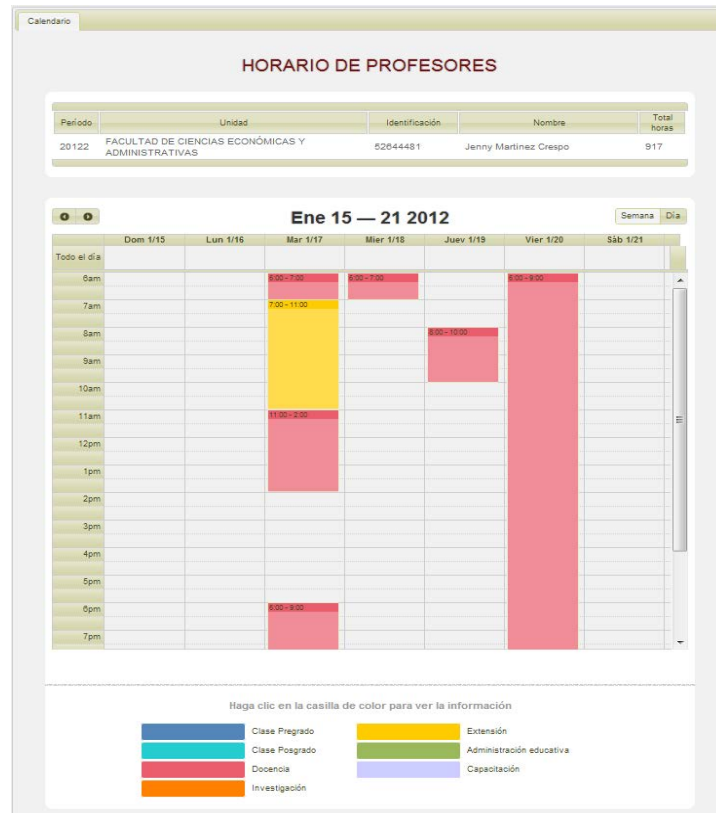 Calendario
HORARIO DE PROFESORES
Período Unidad Identificación Nombre Total horas
20122 FACULTAD DE CIENCIAS ECONÓMICAS Y ADMINISTRATIVAS 52644481 Jenny Martinez Crespo 917
Ene 15 — 21 2012
Semana Día
Dom 1/15 Lun 1/16 Mar 1/17 Mier 1/18 Juev 1/19 Vier 1/20 Sàb 1/21
Todo el día
6am 6:00 - 7:00 6:00 - 7:00 6:00 - 9:00
7am 7:00 - 11:00
8am 8:00 - 10:00
9am
10am
11am 11:00 - 2:00
12pm
1pm
2pm
3pm
4pm
5pm
6pm 6:00 - 9:00
7pm
Haga clic en la casilla de color para ver la información
Clase Pregrado Extensión
Clase Posgrado Administración educativa
Docencia Capacitación
Investigación